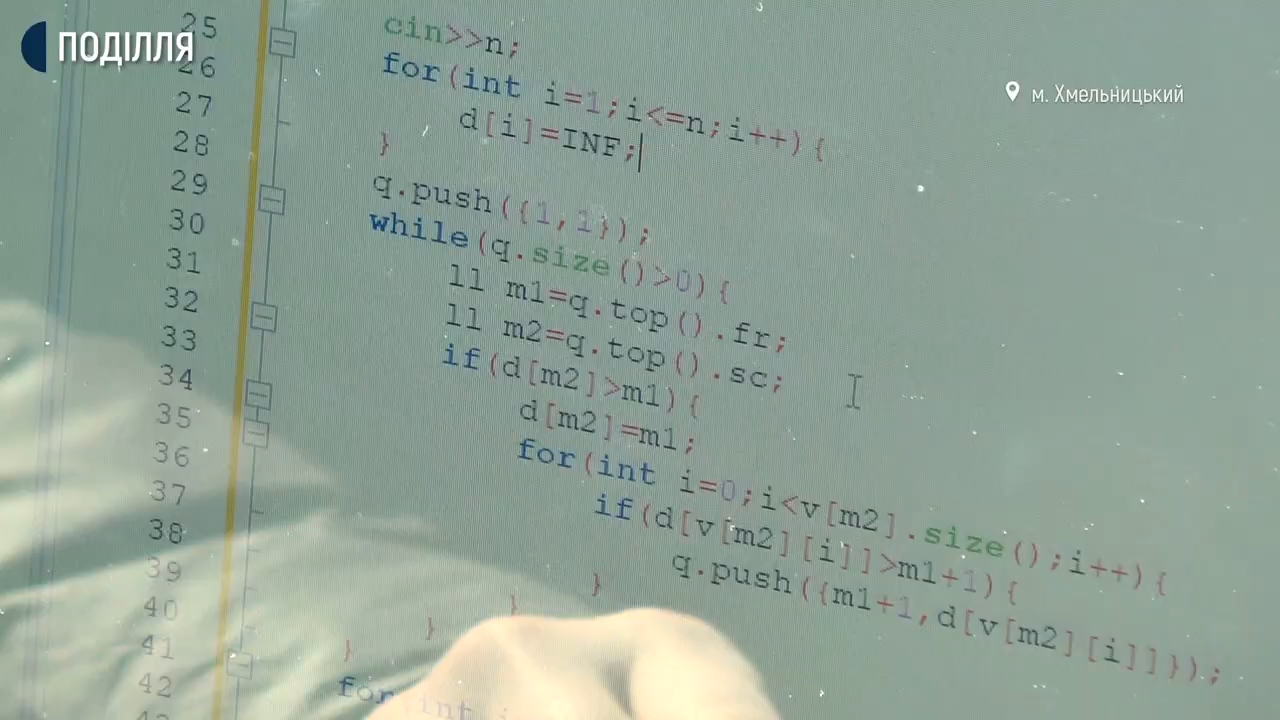 ПОДІЛЛЯ
м. Хмельницький
25 cin>>n;
26 for(int i=1;i<=n;i++){
27 d[i]=INF;
28 }
29 q.push({1,1});
30 while(q.size()>0){
31 ll m1=q.top().fr;
32 ll m2=q.top().sc;
33 if(d[m2]>m1){
34 d[m2]=m1;
35 for(int i=0;i<v[m2].size();i++){
36 if(d[v[m2][i]]>m1+1){
37 q.push({m1+1,d[v[m2][i]]});
38 }
39 }
40 }
41 }
42 for(int i